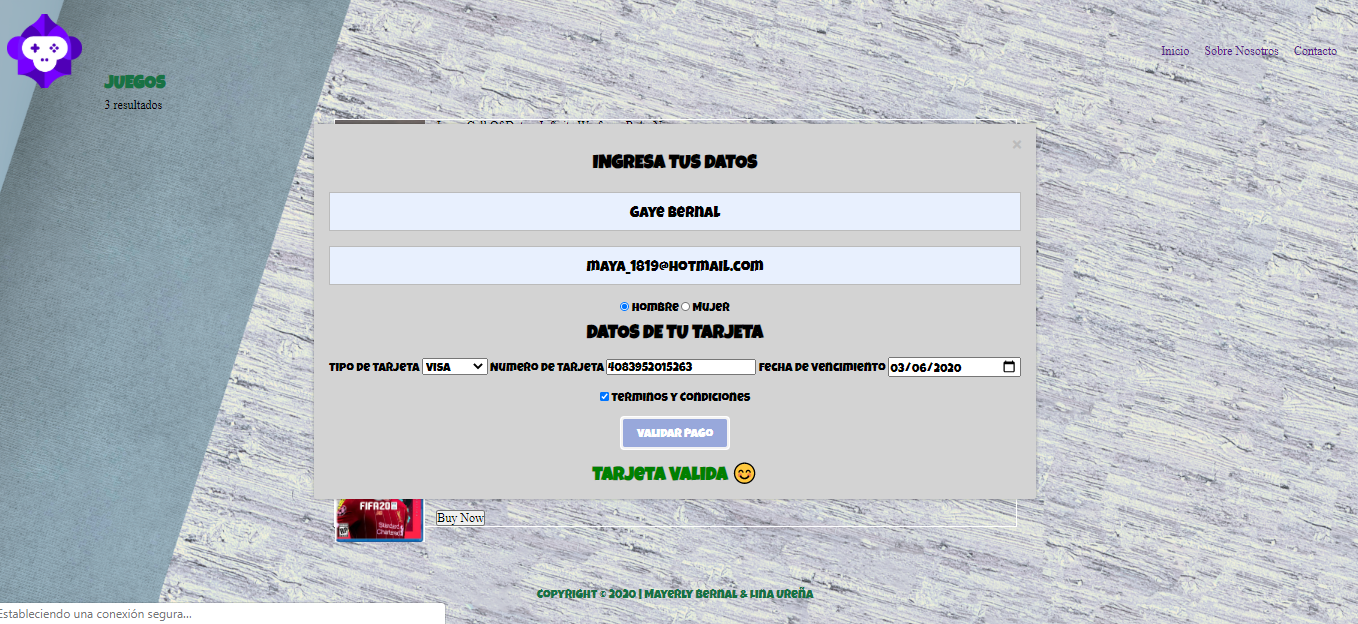 Inicio Sobre Nosotros Contacto
JUEGOS
3 resultados
×
INGRESA TUS DATOS
Gaye Bernal
maya_1819@hotmail.com
Hombre Mujer
DATOS DE TU TARJETA
Tipo de Tarjeta VISA Numero de Tarjeta 4083952015263 Fecha de Vencimiento 03/06/2020
Terminos y Condiciones
Validar Pago
Tarjeta Valida 😊
FIFA20
Standard Chartered
Buy Now
Copyright © 2020 | Mayerly Bernal & Lina Ureña
Estableciendo una conexión segura...